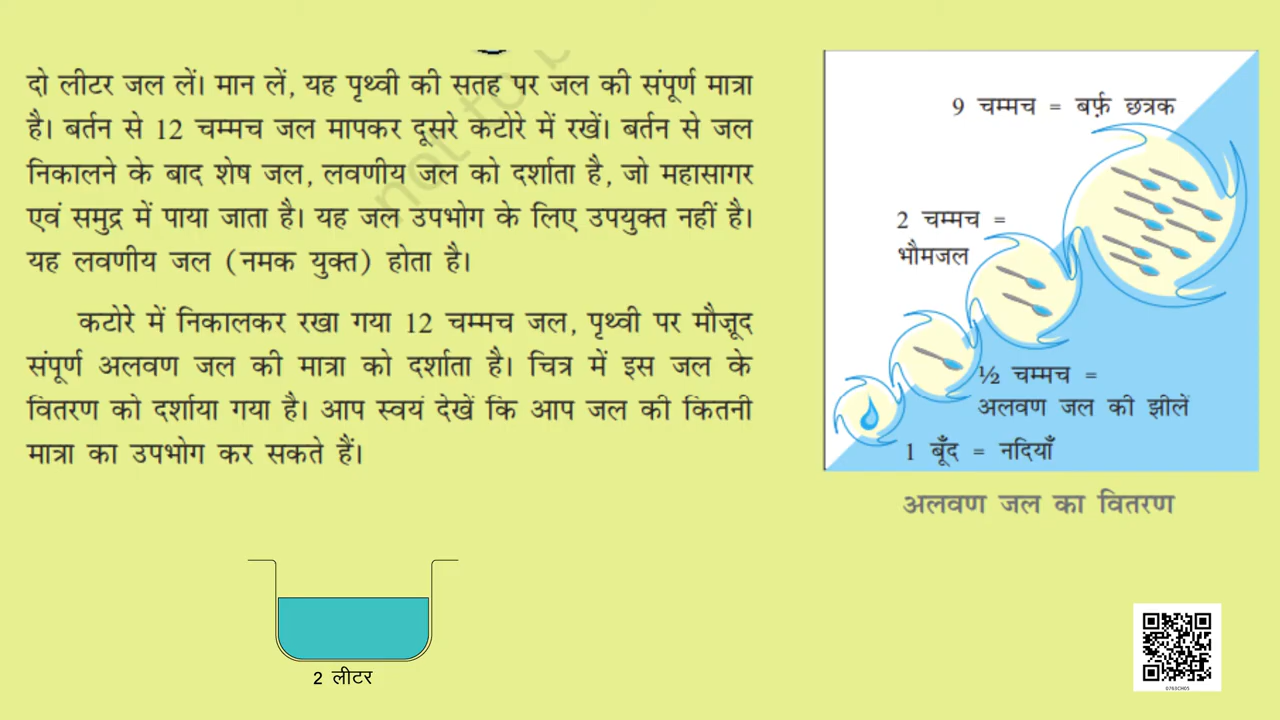 दो लीटर जल लें। मान लें, यह पृथ्वी की सतह पर जल की संपूर्ण मात्रा
है। बर्तन से 12 चम्मच जल मापकर दूसरे कटोरे में रखें। बर्तन से जल
निकालने के बाद शेष जल, लवणीय जल को दर्शाता है, जो महासागर
एवं समुद्र में पाया जाता है। यह जल उपभोग के लिए उपयुक्त नहीं है।
यह लवणीय जल (नमक युक्त) होता है।
कटोरे में निकालकर रखा गया 12 चम्मच जल, पृथ्वी पर मौज़ूद
संपूर्ण अलवण जल की मात्रा को दर्शाता है। चित्र में इस जल के
वितरण को दर्शाया गया है। आप स्वयं देखें कि आप जल की कितनी
मात्रा का उपभोग कर सकते हैं।
9 चम्मच = बर्फ़ छत्रक
2 चम्मच =
भौमजल
½ चम्मच =
अलवण जल की झीलें
1 बूँद = नदियाँ
अलवण जल का वितरण
2 लीटर
0763CH05